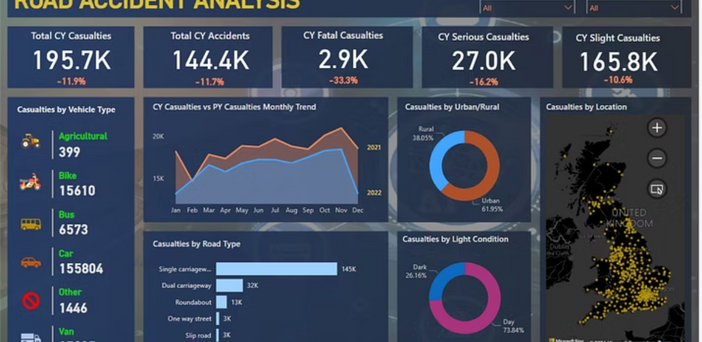 ROAD ACCIDENT ANALYSIS
All
All
Total CY Casualties
195.7K
-11.9%
Total CY Accidents
144.4K
-11.7%
CY Fatal Casualties
2.9K
-33.3%
CY Serious Casualties
27.0K
-16.2%
CY Slight Casualties
165.8K
-10.6%
Casualties by Vehicle Type
Agricultural
399
Bike
15610
Bus
6573
Car
155804
Other
1446
Van
CY Casualties vs PY Casualties Monthly Trend
20K
15K
2021
2022
Jan Feb Mar Apr May Jun Jul Aug Sep Oct Nov Dec
Casualties by Road Type
Single carriagew... 145K
Dual carriageway 32K
Roundabout 13K
One way street 3K
Slip road 3K
Casualties by Urban/Rural
Rural
38.05%
Urban
61.95%
Casualties by Light Condition
Dark
26.16%
Day
73.84%
Casualties by Location
UNITED
KINGDOM